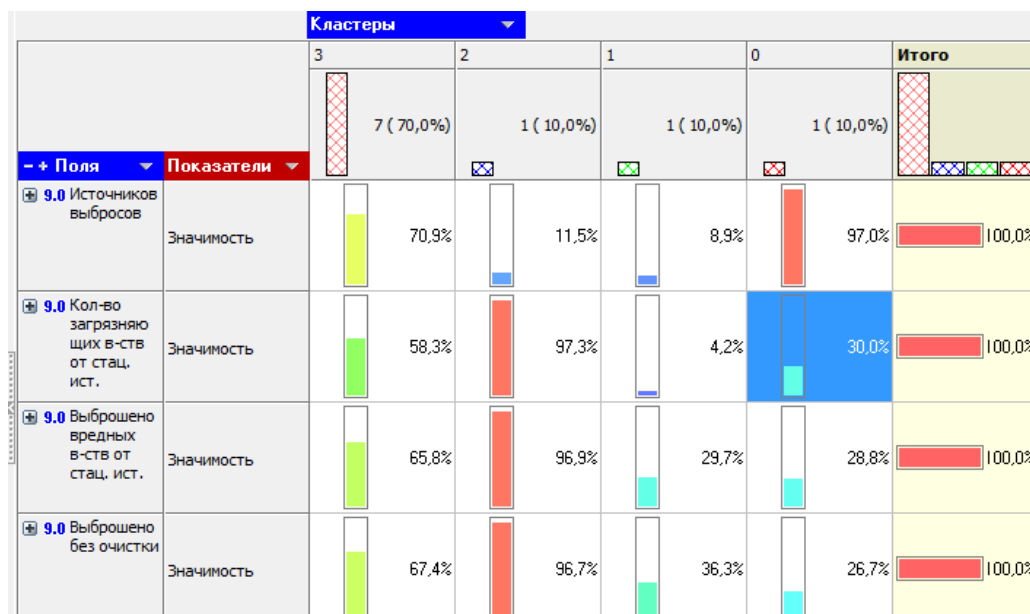 Кластеры
3 2 1 0 Итого
7 ( 70,0%) 1 ( 10,0%) 1 ( 10,0%) 1 ( 10,0%)
- + Поля Показатели
9.0 Источников
выбросов
Значимость 70,9% 11,5% 8,9% 97,0% 100,0%
9.0 Кол-во
загрязняю
щих в-ств
от стац.
ист.
Значимость 58,3% 97,3% 4,2% 30,0% 100,0%
9.0 Выброшено
вредных
в-ств от
стац. ист.
Значимость 65,8% 96,9% 29,7% 28,8% 100,0%
9.0 Выброшено
без очистки
Значимость 67,4% 96,7% 36,3% 26,7% 100,0%